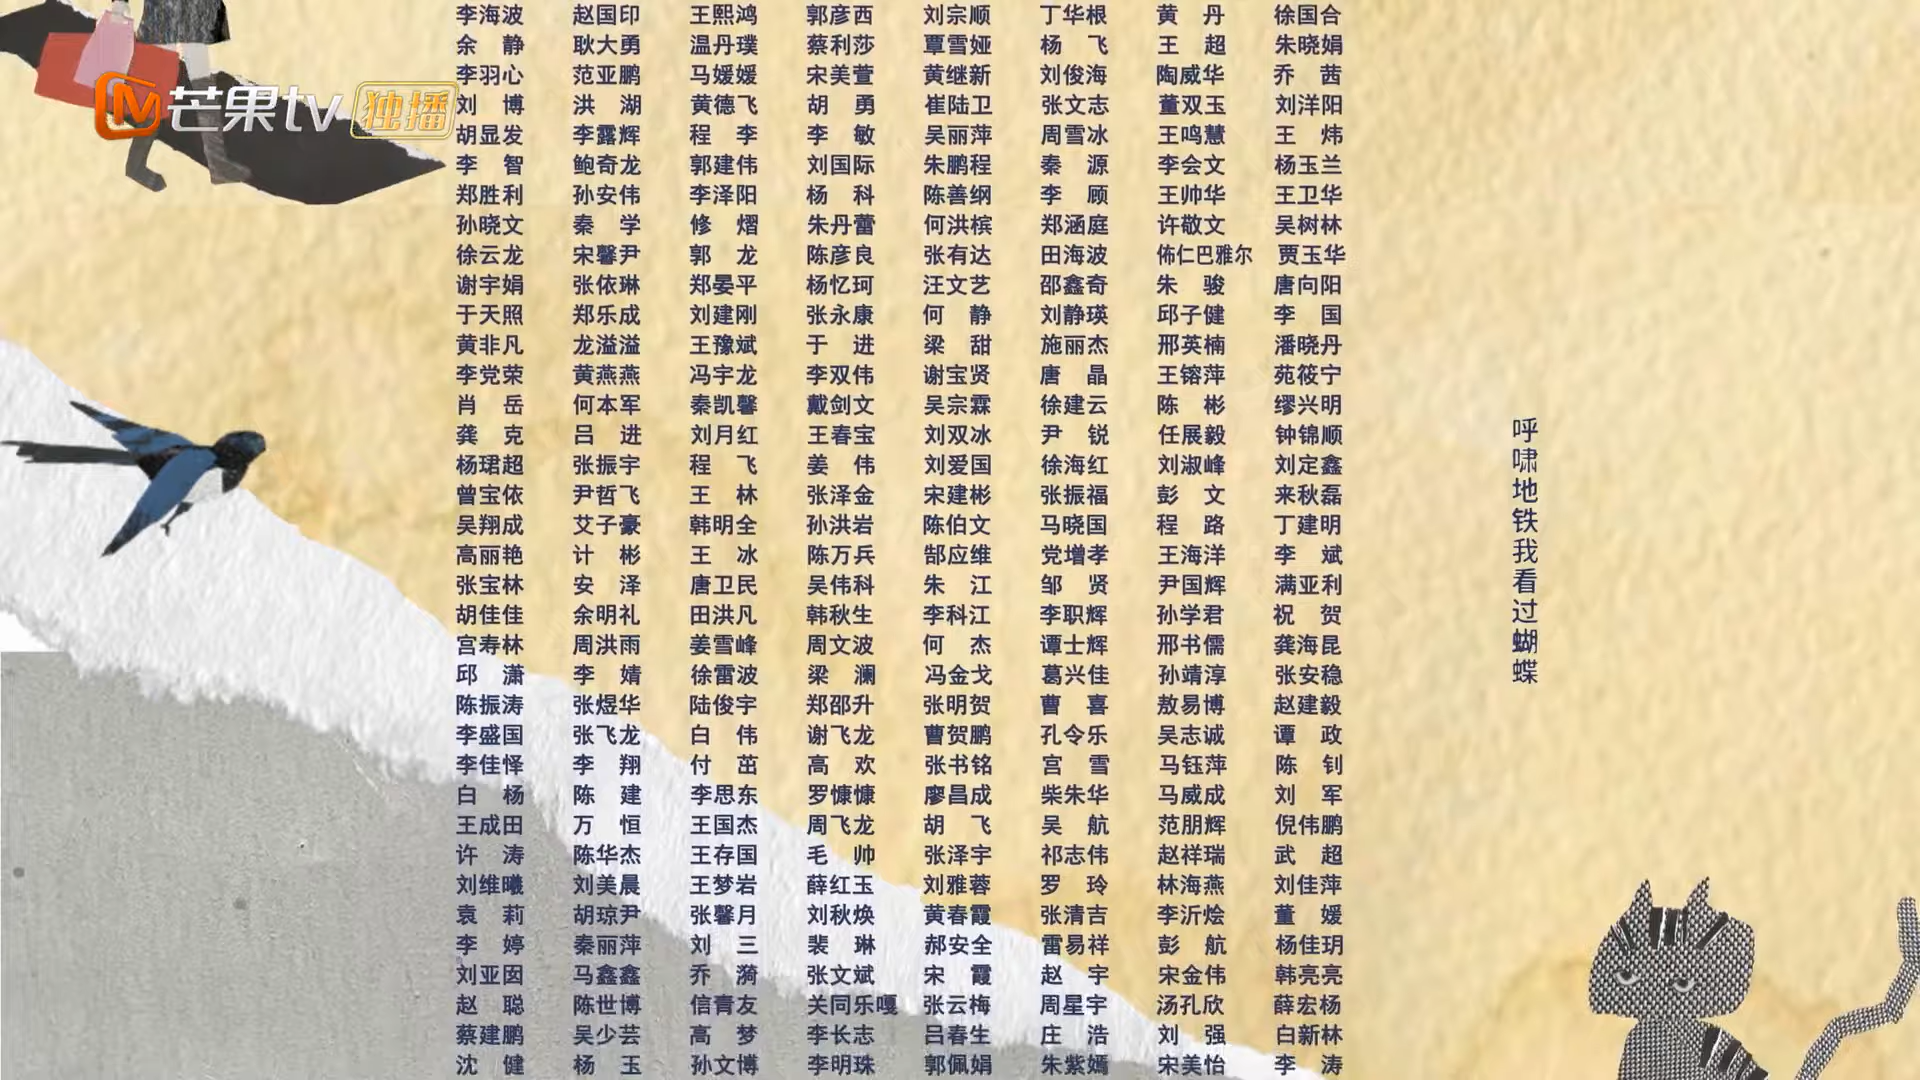 李海波 赵国印 王熙鸿 郭彦西 刘宗顺 丁华根 黄 丹 徐国合
余 静 耿大勇 温丹璞 蔡利莎 覃雪娅 杨 飞 王 超 朱晓娟
李羽心 范亚鹏 马媛媛 宋美萱 黄继新 刘俊海 陶威华 乔 茜
芒果tv 独播
刘 博 洪 湖 黄德飞 胡 勇 崔陆卫 张文志 董双玉 刘洋阳
胡显发 李露辉 程 李 李 敏 吴丽萍 周雪冰 王鸣慧 王 炜
李 智 鲍奇龙 郭建伟 刘国际 朱鹏程 秦 源 李会文 杨玉兰
郑胜利 孙安伟 李泽阳 杨 科 陈善纲 李 顾 王帅华 王卫华
孙晓文 秦 学 修 熠 朱丹蕾 何洪槟 郑涵庭 许敬文 吴树林
徐云龙 宋馨尹 郭 龙 陈彦良 张有达 田海波 佈仁巴雅尔 贾玉华
谢宇娟 张依琳 郑晏平 杨忆珂 汪文艺 邵鑫奇 朱 骏 唐向阳
于天照 郑乐成 刘建刚 张永康 何 静 刘静瑛 邱子健 李 国
黄非凡 龙溢溢 王豫斌 于 进 梁 甜 施丽杰 邢英楠 潘晓丹
李党荣 黄燕燕 冯宇龙 李双伟 谢宝贤 唐 晶 王镕萍 苑筱宁
肖 岳 何本军 秦凯馨 戴剑文 吴宗霖 徐建云 陈 彬 缪兴明
龚 克 吕 进 刘月红 王春宝 刘双冰 尹 锐 任展毅 钟锦顺
杨珺超 张振宇 程 飞 姜 伟 刘爱国 徐海红 刘淑峰 刘定鑫
曾宝依 尹哲飞 王 林 张泽金 宋建彬 张振福 彭 文 来秋磊
吴翔成 艾子豪 韩明全 孙洪岩 陈伯文 马晓国 程 路 丁建明
高丽艳 计 彬 王 冰 陈万兵 郜应维 党增孝 王海洋 李 斌
张宝林 安 泽 唐卫民 吴伟科 朱 江 邹 贤 尹国辉 满亚利
胡佳佳 余明礼 田洪凡 韩秋生 李科江 李职辉 孙学君 祝 贺
宫寿林 周洪雨 姜雪峰 周文波 何 杰 谭士辉 邢书儒 龚海昆
邱 潇 李 婧 徐雷波 梁 澜 冯金戈 葛兴佳 孙靖淳 张安稳
陈振涛 张煜华 陆俊宇 郑邵升 张明贺 曹 喜 敖易博 赵建毅
李盛国 张飞龙 白 伟 谢飞龙 曹贺鹏 孔令乐 吴志诚 谭 政
李佳怿 李 翔 付 茁 高 欢 张书铭 宫 雪 马钰萍 陈 钊
白 杨 陈 建 李思东 罗慷慷 廖昌成 柴朱华 马威成 刘 军
王成田 万 恒 王国杰 周飞龙 胡 飞 吴 航 范朋辉 倪伟鹏
许 涛 陈华杰 王存国 毛 帅 张泽宇 祁志伟 赵祥瑞 武 超
刘维曦 刘美晨 王梦岩 薛红玉 刘雅蓉 罗 玲 林海燕 刘佳萍
袁 莉 胡琼尹 张馨月 刘秋焕 黄春霞 张清吉 李沂烩 董 媛
李 婷 秦丽萍 刘 三 裴 琳 郝安全 雷易祥 彭 航 杨佳玥
刘亚囡 马鑫鑫 乔 漪 张文斌 宋 霞 赵 宇 宋金伟 韩亮亮
赵 聪 陈世博 信青友 关同乐嘎 张云梅 周星宇 汤孔欣 薛宏杨
蔡建鹏 吴少芸 高 梦 李长志 吕春生 庄 浩 刘 强 白新林
沈 健 杨 玉 孙文博 李明珠 郭佩娟 朱紫嫣 宋美怡 李 涛
呼啸地铁我看过蝴蝶